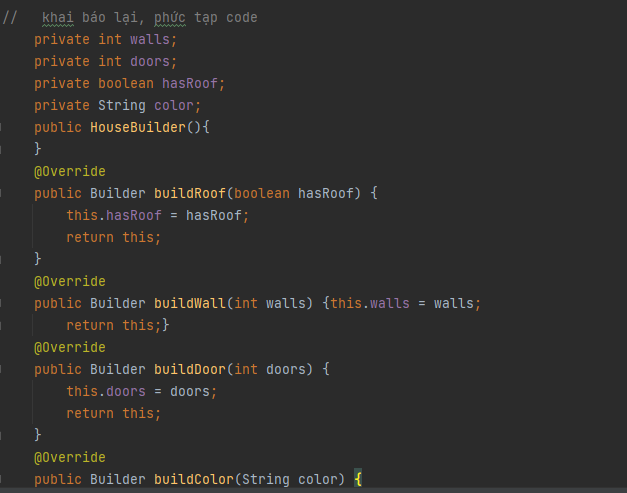 //   khai báo lại, phức tạp code
    private int walls;
    private int doors;
    private boolean hasRoof;
    private String color;
    public HouseBuilder(){
    }
    @Override
    public Builder buildRoof(boolean hasRoof) {
        this.hasRoof = hasRoof;
        return this;
    }
    @Override
    public Builder buildWall(int walls) {this.walls = walls;
        return this;}
    @Override
    public Builder buildDoor(int doors) {
        this.doors = doors;
        return this;
    }
    @Override
    public Builder buildColor(String color) {